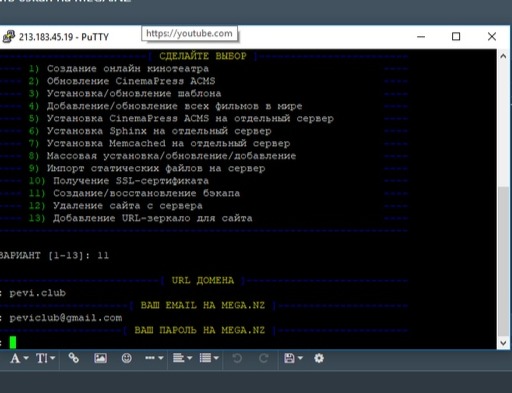 213.183.45.19 - PuTTY
https://youtube.com
СДЕЛАЙТЕ ВЫБОР
1) Создание онлайн кинотеатра
2) Обновление CinemaPress ACMS
3) Установка/обновление шаблона
4) Добавление/обновление всех фильмов в мире
5) Установка CinemaPress ACMS на отдельный сервер
6) Установка Sphinx на отдельный сервер
7) Установка Memcached на отдельный сервер
8) Массовая установка/обновление/добавление
9) Импорт статических файлов на сервер
10) Получение SSL-сертификата
11) Создание/восстановление бэкапа
12) Удаление сайта с сервера
13) Добавление URL-зеркало для сайта
ВАРИАНТ [1-13]: 11
URL ДОМЕНА
: pevi.club
ВАШ EMAIL НА MEGA.NZ
: peviclub@gmail.com
ВАШ ПАРОЛЬ НА MEGA.NZ
:
A T!